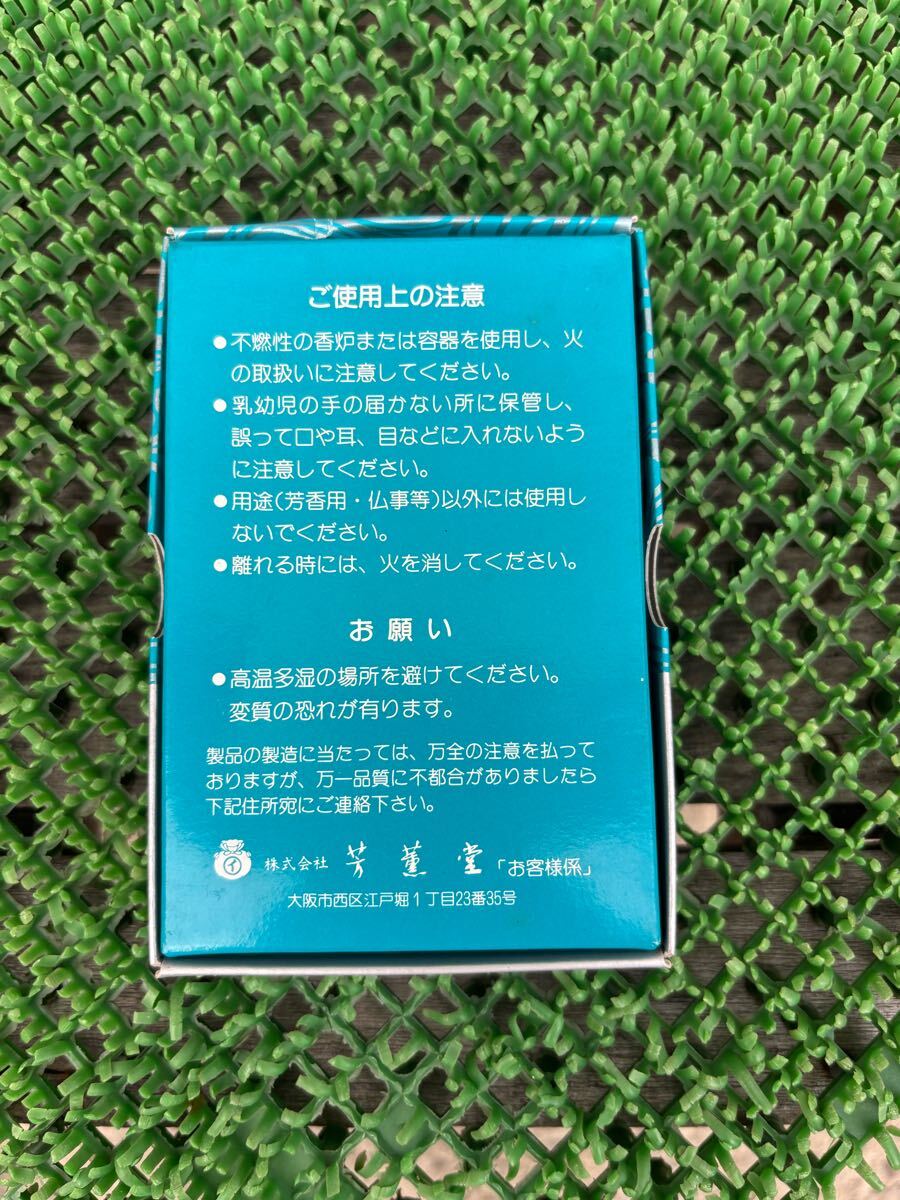 ご使用上の注意
●不燃性の香炉または容器を使用し、火
の取扱いに注意してください。
●乳幼児の手の届かない所に保管し、
誤って口や耳、目などに入れないよう
に注意してください。
●用途(芳香用・仏事等)以外には使用し
ないでください。
●離れる時には、火を消してください。
お願い
●高温多湿の場所を避けてください。
変質の恐れが有ります。
製品の製造に当たっては、万全の注意を払って
おりますが、万一品質に不都合がありましたら
下記住所宛にご連絡下さい。
イ 株式会社 芳薫堂「お客様係」
大阪市西区江戸堀1丁目23番35号